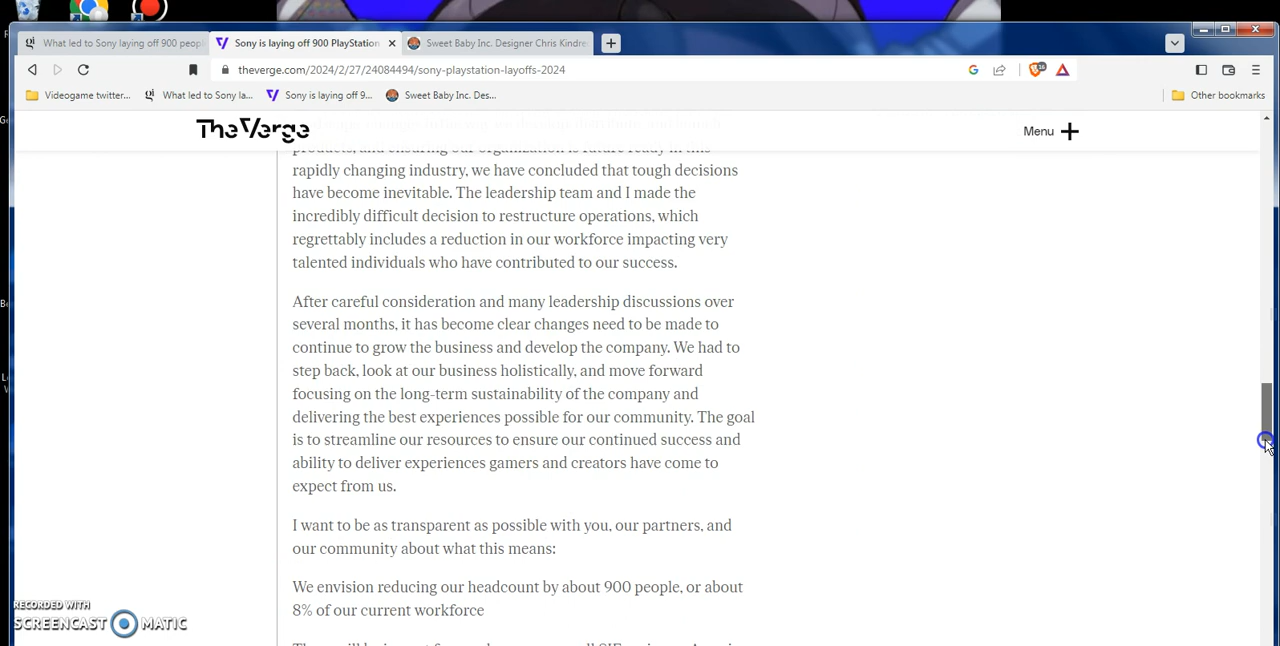 What led to Sony laying off 900 peopl
Sony is laying off 900 PlayStation
Sweet Baby Inc. Designer Chris Kindre
theverge.com/2024/2/27/24084494/sony-playstation-layoffs-2024
Videogame twitter...
What led to Sony la...
Sony is laying off 9...
Sweet Baby Inc. Des...
Other bookmarks
The Verge
Menu
products, and ensuring our organization is future ready in this
rapidly changing industry, we have concluded that tough decisions
have become inevitable. The leadership team and I made the
incredibly difficult decision to restructure operations, which
regrettably includes a reduction in our workforce impacting very
talented individuals who have contributed to our success.
After careful consideration and many leadership discussions over
several months, it has become clear changes need to be made to
continue to grow the business and develop the company. We had to
step back, look at our business holistically, and move forward
focusing on the long-term sustainability of the company and
delivering the best experiences possible for our community. The goal
is to streamline our resources to ensure our continued success and
ability to deliver experiences gamers and creators have come to
expect from us.
I want to be as transparent as possible with you, our partners, and
our community about what this means:
We envision reducing our headcount by about 900 people, or about
8% of our current workforce
RECORDED WITH
SCREENCAST MATIC